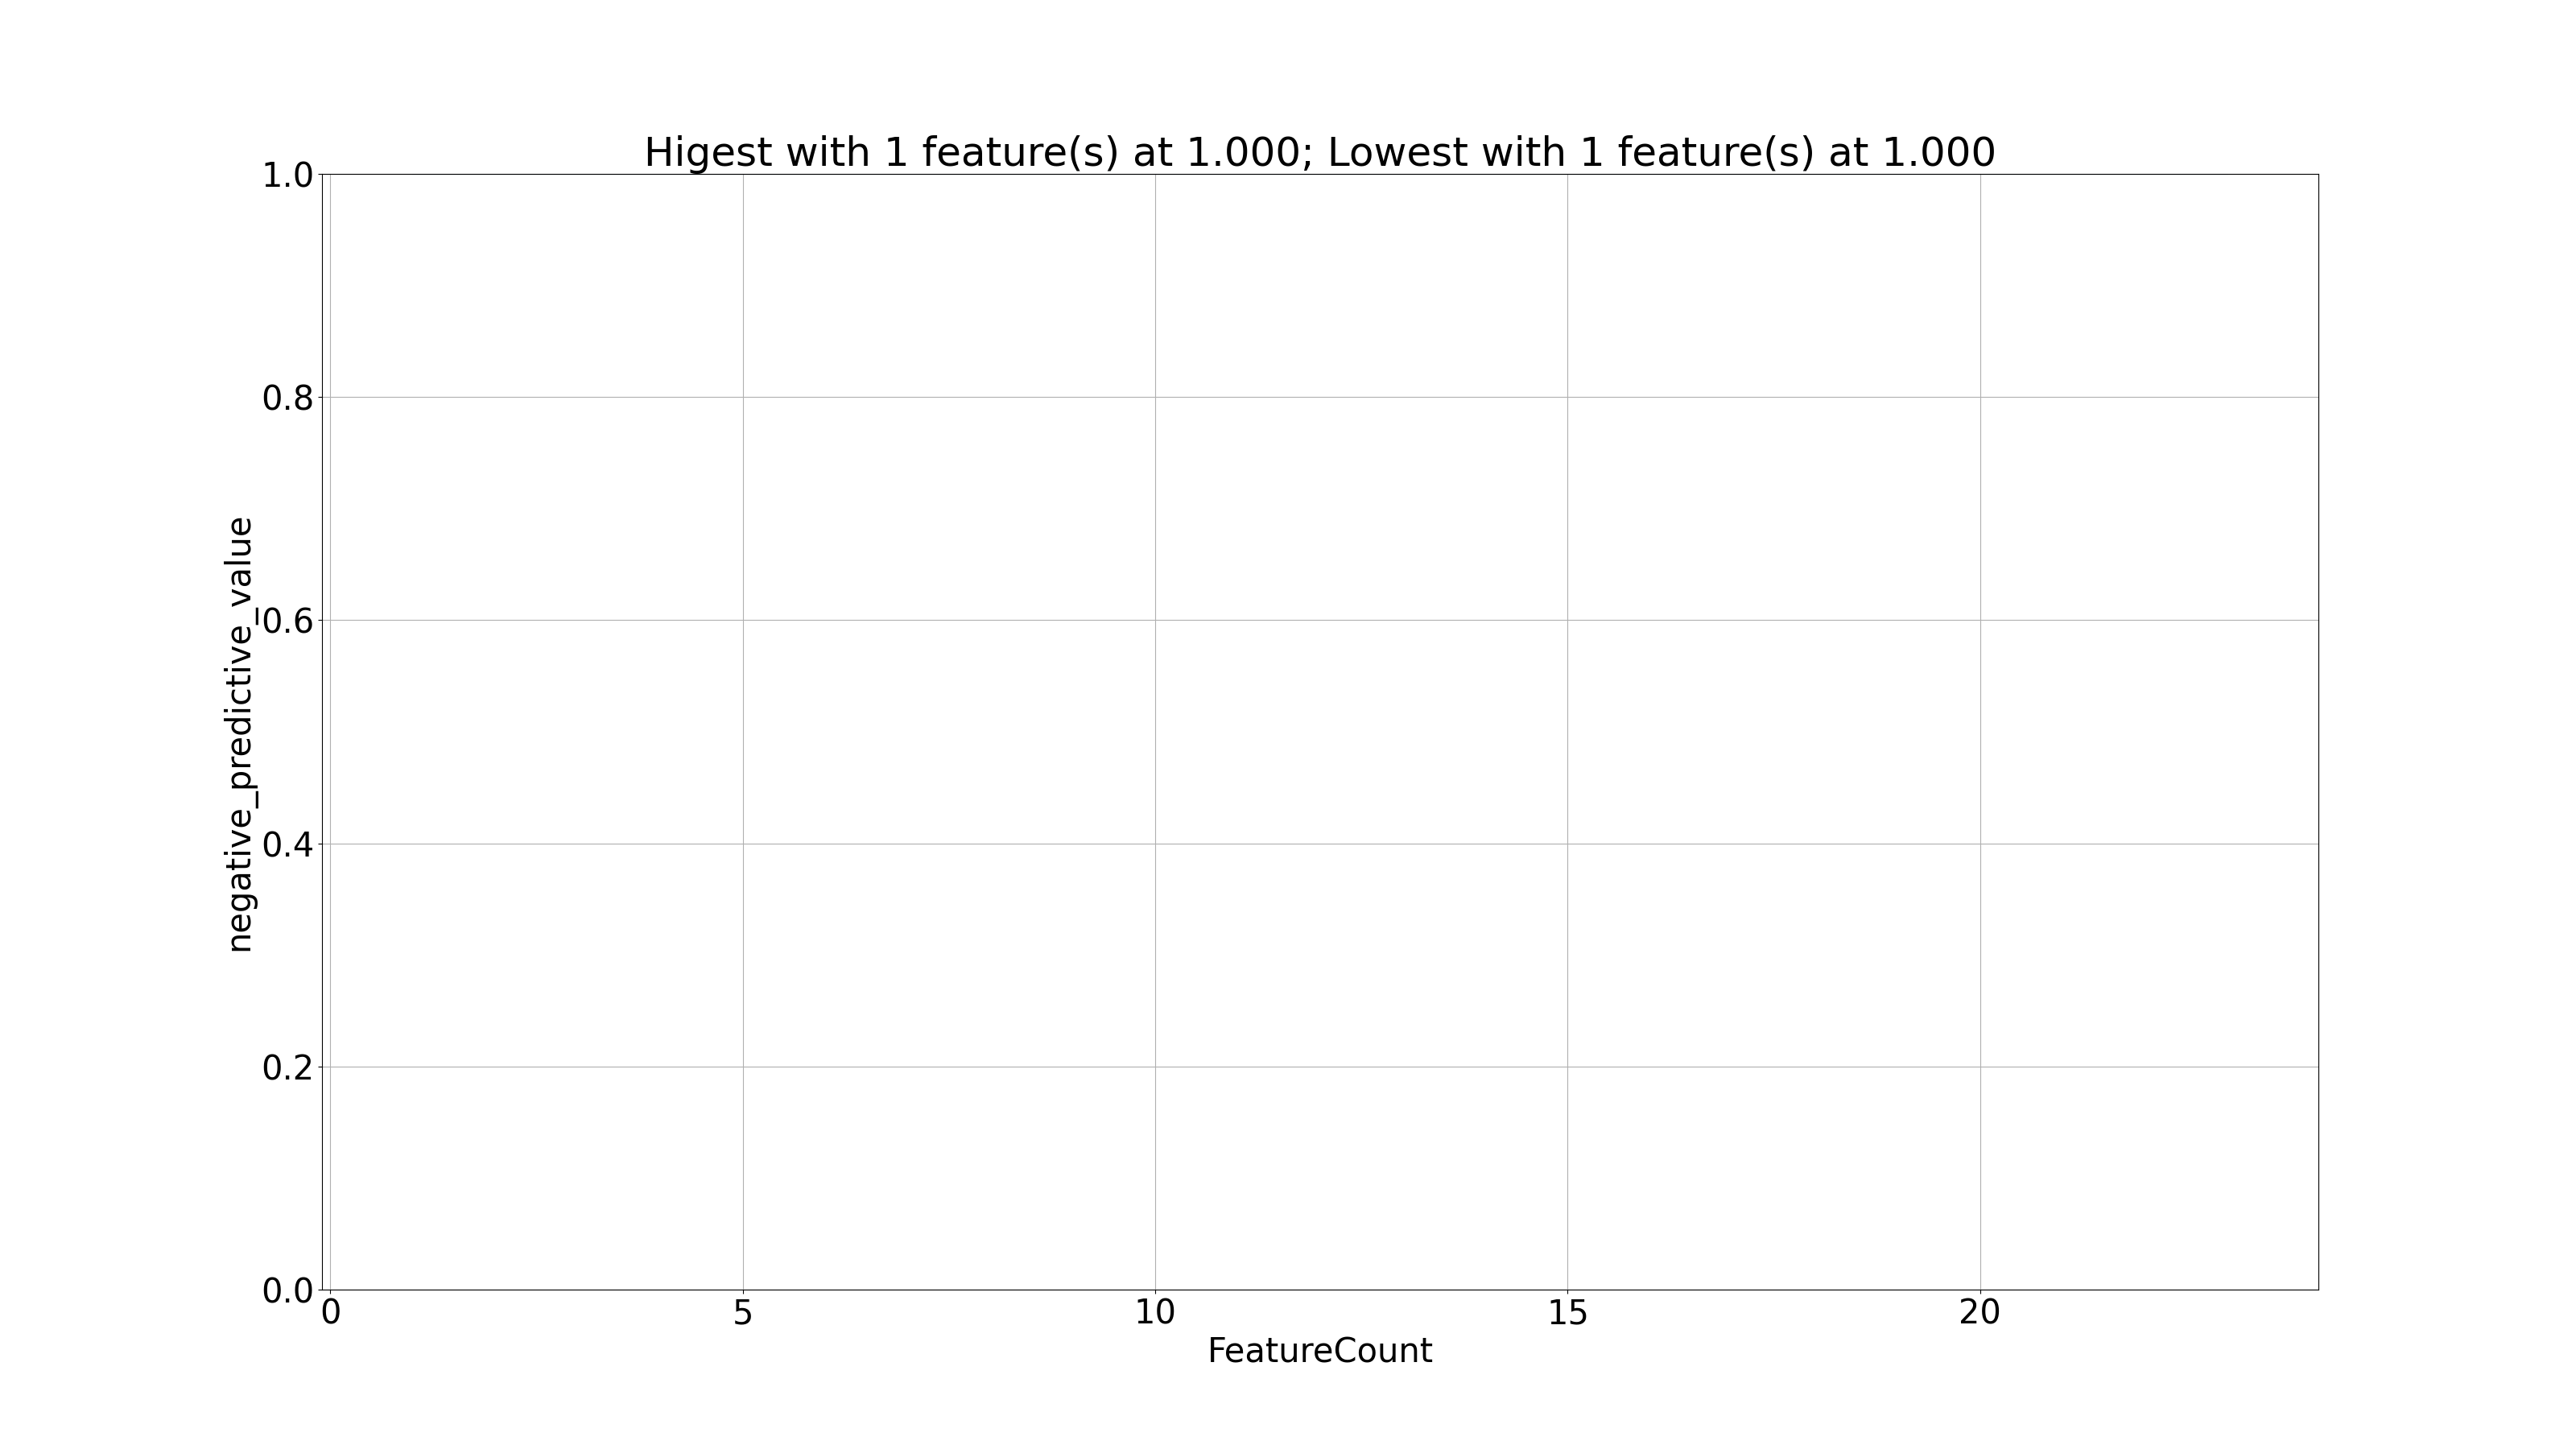 Higest with 1 feature(s) at 1.000; Lowest with 1 feature(s) at 1.000
1.0
0.8
0.6
0.4
0.2
0.0
negative_predictive_value
0 5 10 15 20
FeatureCount